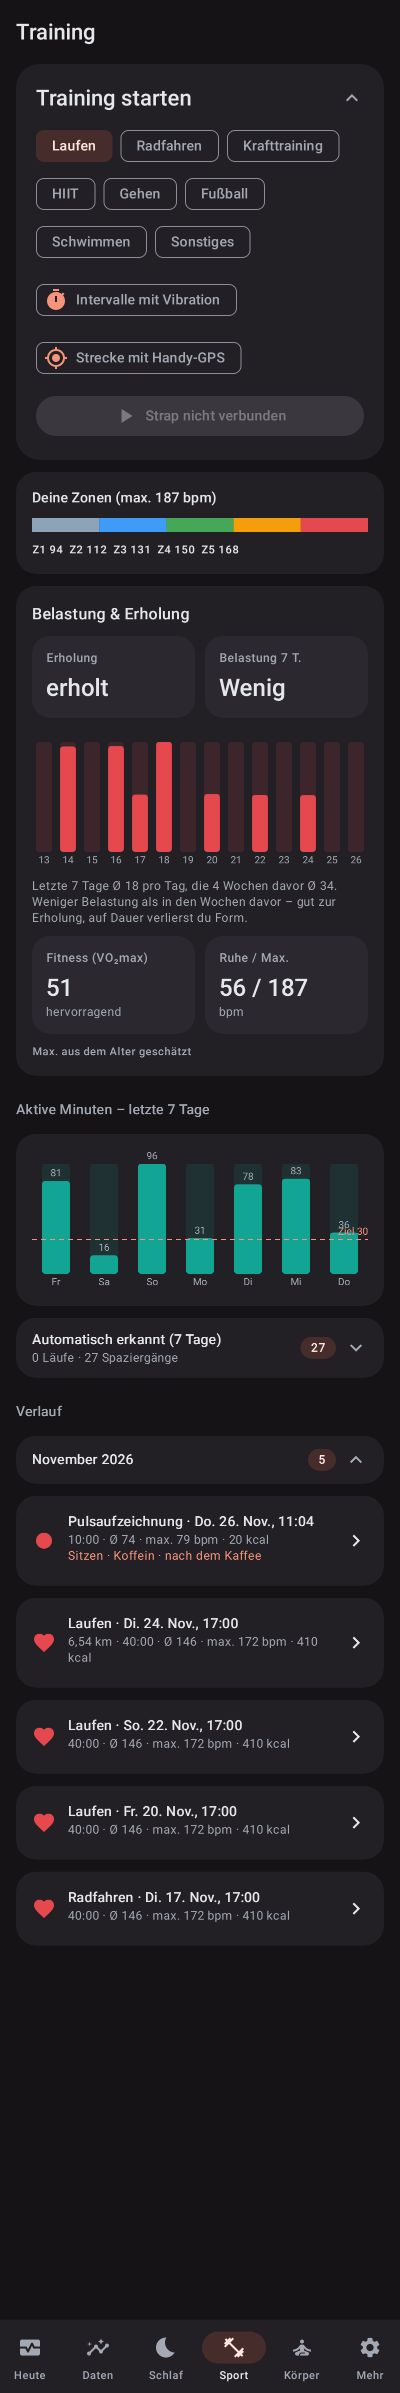 Training
Training starten
Laufen Radfahren Krafttraining
HIIT Gehen Fußball
Schwimmen Sonstiges
Intervalle mit Vibration
Strecke mit Handy-GPS
Strap nicht verbunden
Deine Zonen (max. 187 bpm)
Z1 94 Z2 112 Z3 131 Z4 150 Z5 168
Belastung & Erholung
Erholung
erholt
Belastung 7 T.
Wenig
13 14 15 16 17 18 19 20 21 22 23 24 25 26
Letzte 7 Tage Ø 18 pro Tag, die 4 Wochen davor Ø 34.
Weniger Belastung als in den Wochen davor – gut zur
Erholung, auf Dauer verlierst du Form.
Fitness (VO₂max)
51
hervorragend
Ruhe / Max.
56 / 187
bpm
Max. aus dem Alter geschätzt
Aktive Minuten – letzte 7 Tage
81 16 96 31 78 83 36
Ziel 30
Fr Sa So Mo Di Mi Do
Automatisch erkannt (7 Tage)
0 Läufe · 27 Spaziergänge
27
Verlauf
November 2026
5
Pulsaufzeichnung · Do. 26. Nov., 11:04
10:00 · Ø 74 · max. 79 bpm · 20 kcal
Sitzen · Koffein · nach dem Kaffee
Laufen · Di. 24. Nov., 17:00
6,54 km · 40:00 · Ø 146 · max. 172 bpm · 410
kcal
Laufen · So. 22. Nov., 17:00
40:00 · Ø 146 · max. 172 bpm · 410 kcal
Laufen · Fr. 20. Nov., 17:00
40:00 · Ø 146 · max. 172 bpm · 410 kcal
Radfahren · Di. 17. Nov., 17:00
40:00 · Ø 146 · max. 172 bpm · 410 kcal
Heute Daten Schlaf Sport Körper Mehr